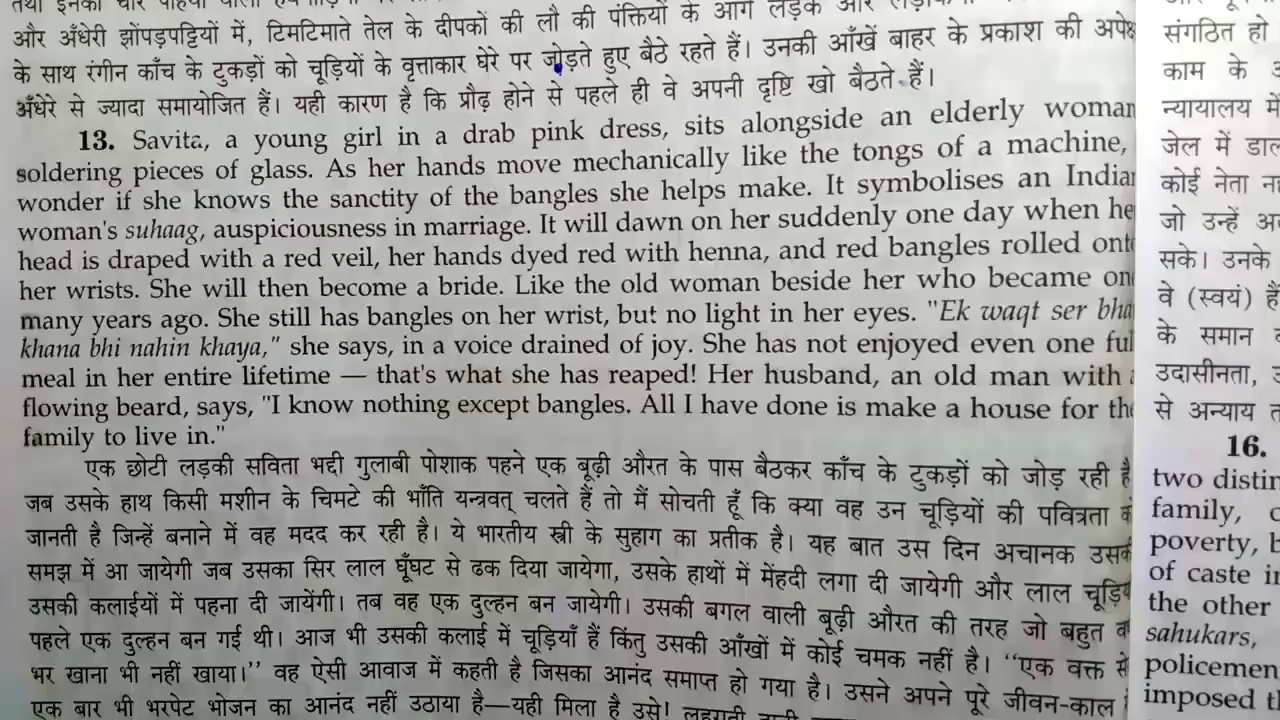 और अँधेरी झोंपड़पट्टियों में, टिमटिमाते तेल के दीपकों की लौ की पंक्तियों के आगे लड़के और
के साथ रंगीन काँच के टुकड़ों को चूड़ियों के वृत्ताकार घेरे पर जोड़ते हुए बैठे रहते हैं। उनकी आँखें बाहर के प्रकाश की
अँधेरे से ज्यादा समायोजित हैं। यही कारण है कि प्रौढ़ होने से पहले ही वे अपनी दृष्टि खो बैठते हैं।
13. Savita, a young girl in a drab pink dress, sits alongside an elderly woman
soldering pieces of glass. As her hands move mechanically like the tongs of a machine,
wonder if she knows the sanctity of the bangles she helps make. It symbolises an
woman's suhaag, auspiciousness in marriage. It will dawn on her suddenly one day when
head is draped with a red veil, her hands dyed red with henna, and red bangles rolled
her wrists. She will then become a bride. Like the old woman beside her who became
many years ago. She still has bangles on her wrist, but no light in her eyes. "Ek waqt ser
khana bhi nahin khaya," she says, in a voice drained of joy. She has not enjoyed even one
meal in her entire lifetime — that's what she has reaped! Her husband, an old man with
flowing beard, says, "I know nothing except bangles. All I have done is make a house for
family to live in."
एक छोटी लड़की सविता भद्दी गुलाबी पोशाक पहने एक बूढ़ी औरत के पास बैठकर काँच के टुकड़ों को जोड़ रही
जब उसके हाथ किसी मशीन के चिमटे की भाँति यन्त्रवत् चलते हैं तो मैं सोचती हूँ कि क्या वह उन चूड़ियों की पवित्रता
जानती है जिन्हें बनाने में वह मदद कर रही है। ये भारतीय स्त्री के सुहाग का प्रतीक है। यह बात उस दिन अचानक
समझ में आ जायेगी जब उसका सिर लाल घूँघट से ढक दिया जायेगा, उसके हाथों में मेंहदी लगा दी जायेगी और लाल
उसकी कलाईयों में पहना दी जायेंगी। तब वह एक दुल्हन बन जायेगी। उसकी बगल वाली बूढ़ी औरत की तरह जो बहुत
पहले एक दुल्हन बन गई थी। आज भी उसकी कलाई में चूड़ियाँ हैं किंतु उसकी आँखों में कोई चमक नहीं है। “एक वक्त
भर खाना भी नहीं खाया।” वह ऐसी आवाज में कहती है जिसका आनंद समाप्त हो गया है। उसने अपने पूरे जीवन-काल
एक बार भी भरपेट भोजन का आनंद नहीं उठाया है—यही मिला है उसे!
संगठित हो
काम के
न्यायालय में
जेल में
कोई नेता
जो उन्हें
सके। उनके
वे (स्वयं)
के समान
उदासीनता,
से अन्याय
16.
two
family,
poverty,
of caste
the other
sahukars,
policemen
imposed